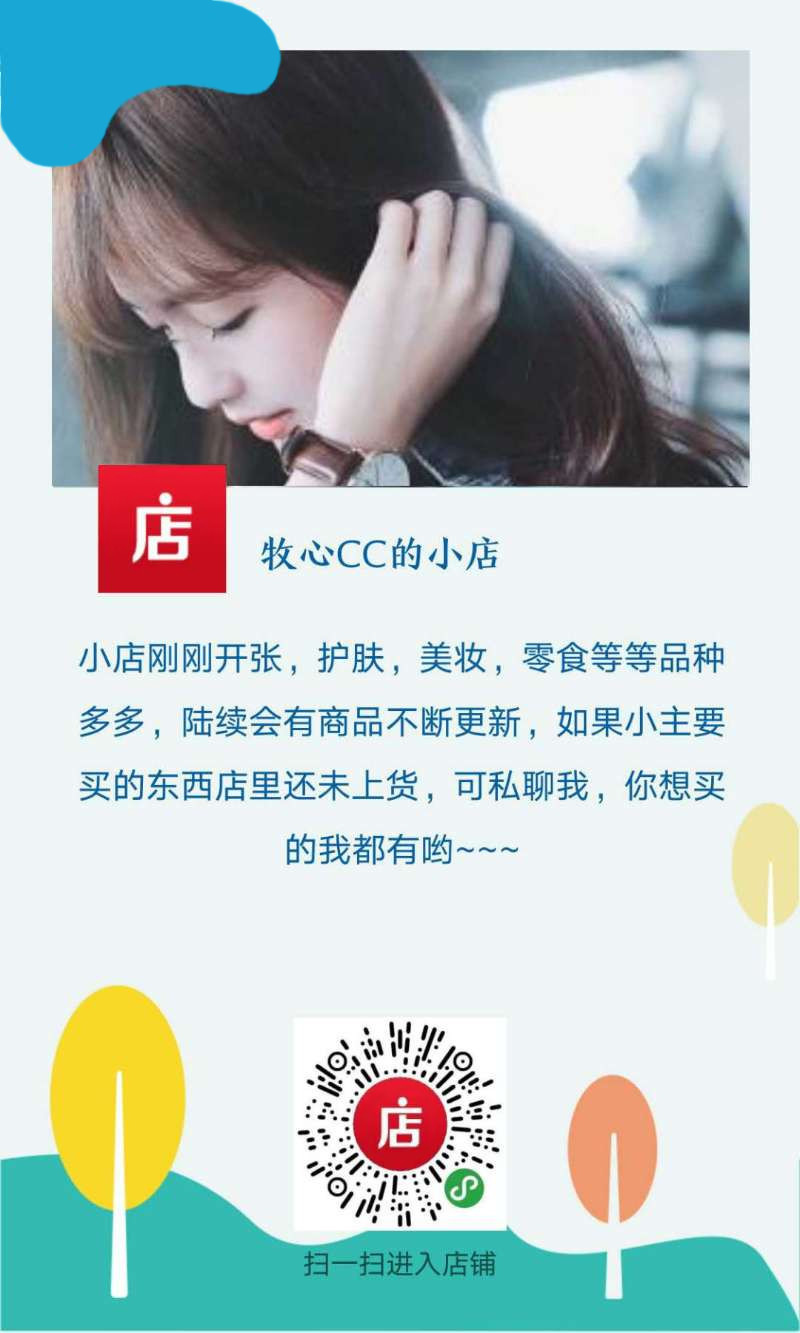 店
牧心CC的小店
小店刚刚开张，护肤，美妆，零食等等品种
多多，陆续会有商品不断更新，如果小主要
买的东西店里还未上货，可私聊我，你想买
的我都有哟~~~
店
扫一扫进入店铺